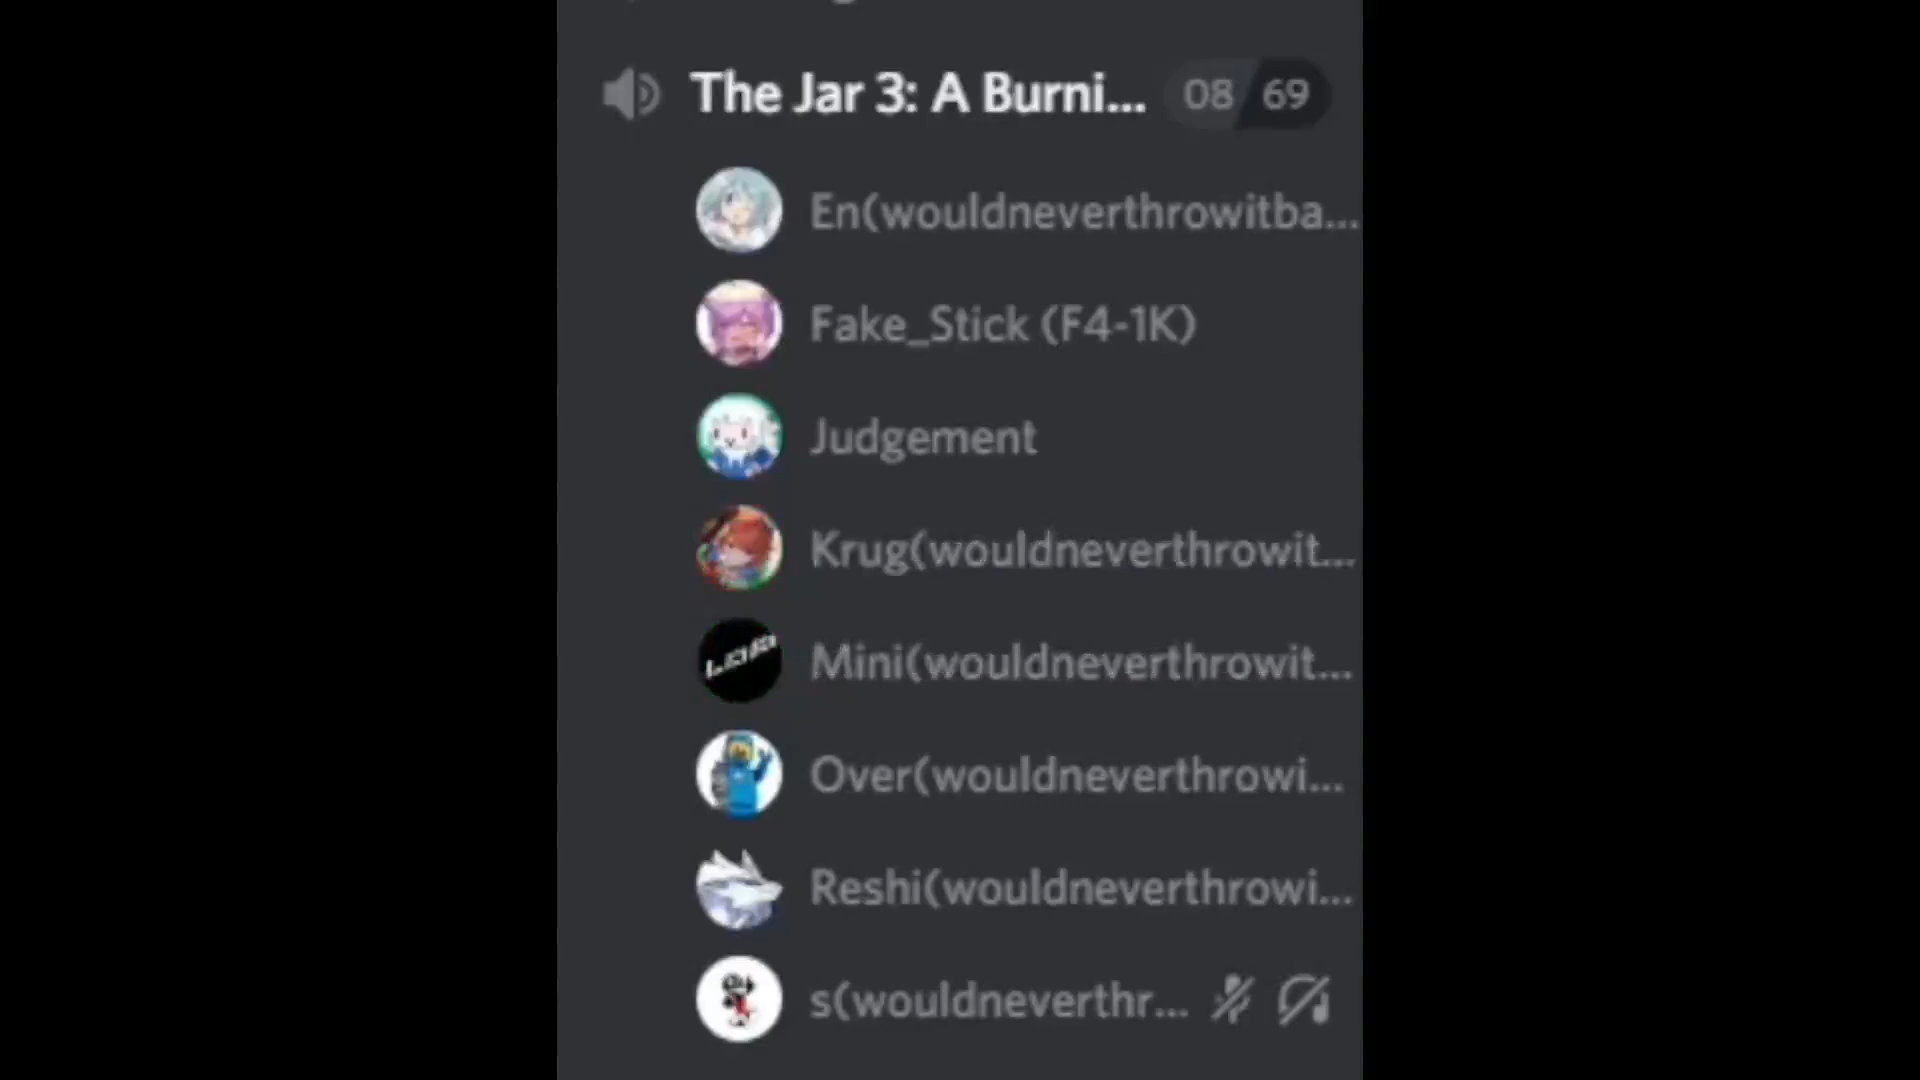 The Jar 3: A Burni... 08 69
En(wouldneverthrowitba...
Fake_Stick (F4-1K)
Judgement
Krug(wouldneverthrowit...
Mini(wouldneverthrowit...
Over(wouldneverthrowi...
Reshi(wouldneverthrowi...
s(wouldneverthr...